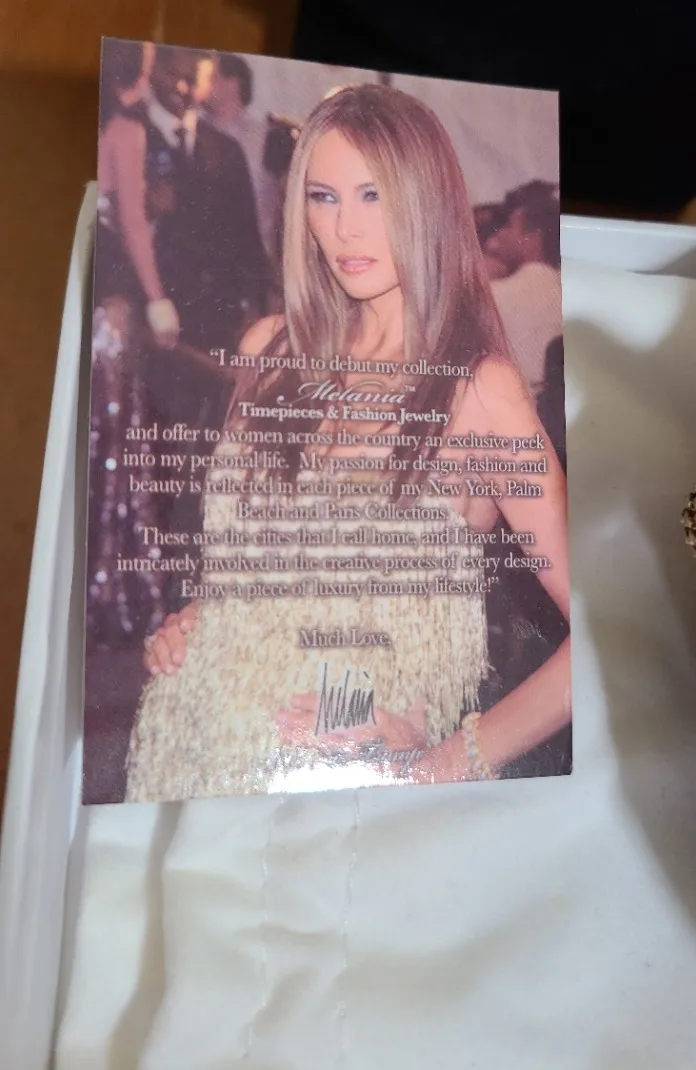 “I am proud to debut my collection,
Melania™
Timepieces & Fashion Jewelry
and offer to women across the country an exclusive peek
into my personal life. My passion for design, fashion and
beauty is reflected in each piece of my New York, Palm
Beach and Paris Collections.
These are the cities that I call home, and I have been
intricately involved in the creative process of every design.
Enjoy a piece of luxury from my lifestyle!”
Much Love,
Melania